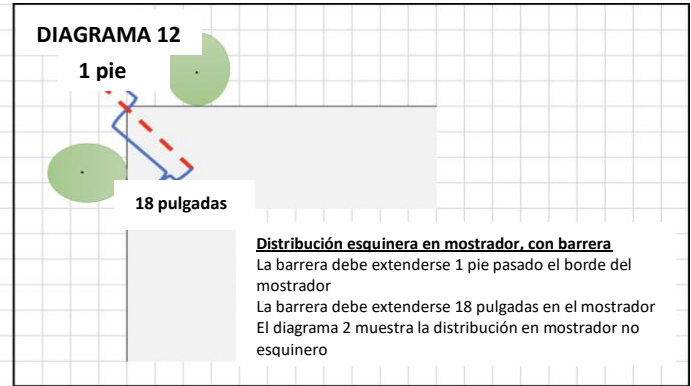 DIAGRAMA 12
1 pie
18 pulgadas
Distribución esquinera en mostrador, con barrera
La barrera debe extenderse 1 pie pasado el borde del
mostrador
La barrera debe extenderse 18 pulgadas en el mostrador
El diagrama 2 muestra la distribución en mostrador no
esquinero